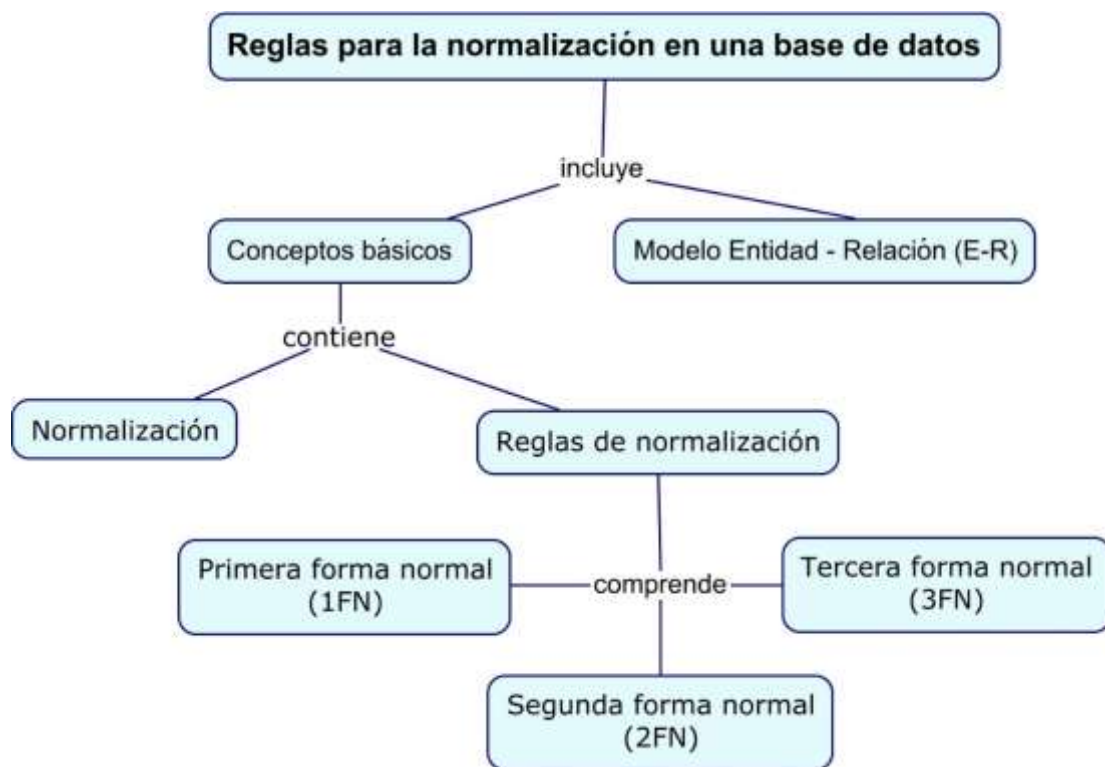 Reglas para la normalización en una base de datos
incluye
Conceptos básicos
Modelo Entidad - Relación (E-R)
contiene
Normalización
Reglas de normalización
Primera forma normal
(1FN)
comprende
Tercera forma normal
(3FN)
Segunda forma normal
(2FN)